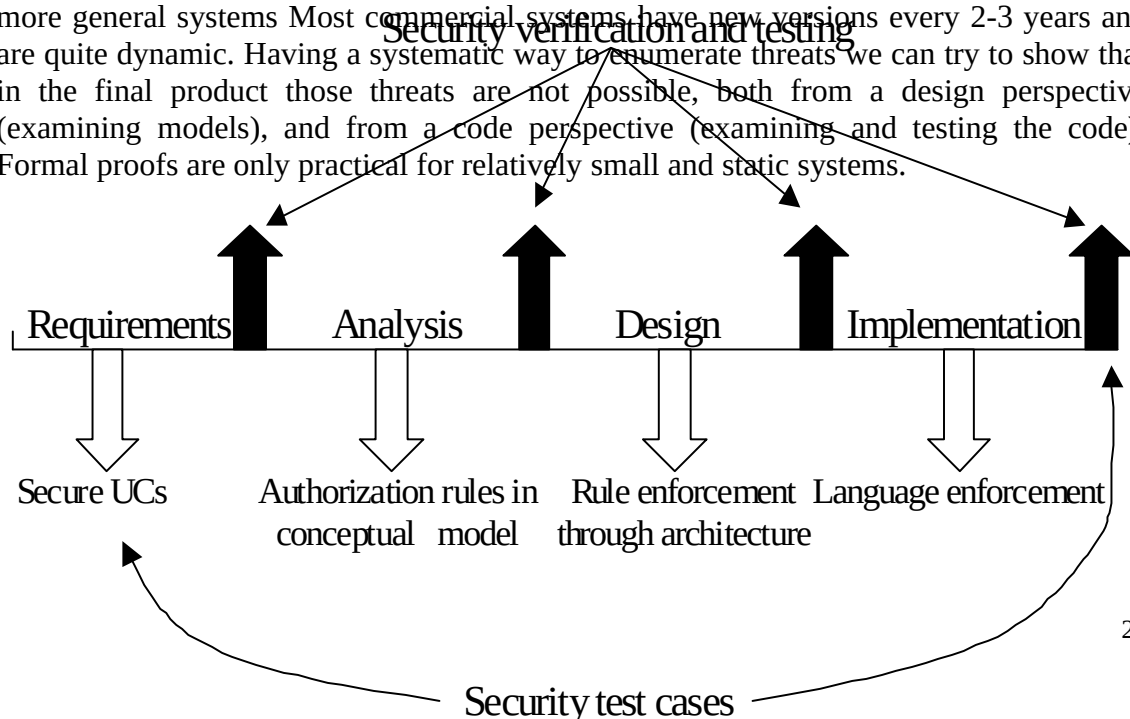 more general systems Most commercial systems have new versions every 2-3 years an
Security verification and testing
are quite dynamic. Having a systematic way to enumerate threats we can try to show tha
in the final product those threats are not possible, both from a design perspectiv
(examining models), and from a code perspective (examining and testing the code)
Formal proofs are only practical for relatively small and static systems.
Requirements Analysis Design Implementation
Secure UCs Authorization rules in Rule enforcement Language enforcement
conceptual model through architecture
2
Security test cases